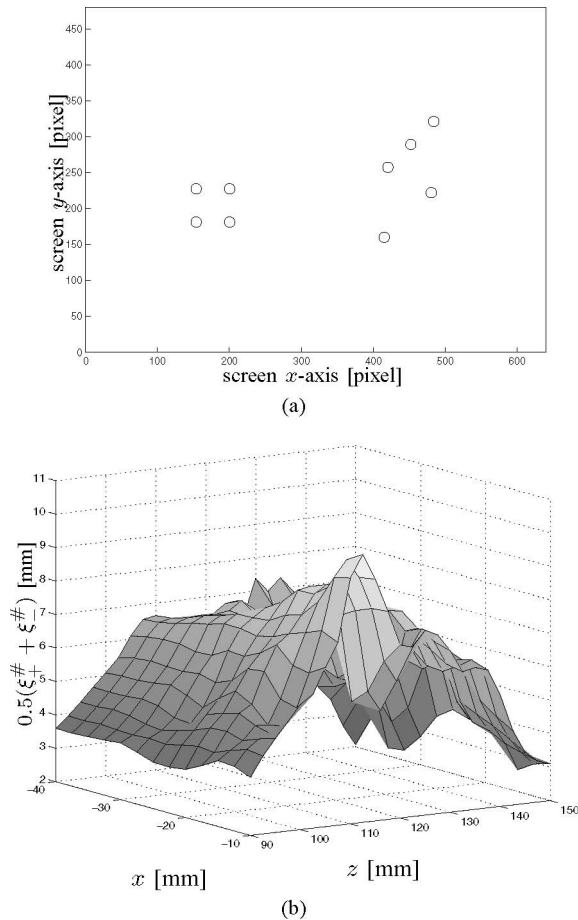 450
400
350
300
250
200
150
100
50
0
screen y-axis [pixel]
0 100 200 300 400 500 600
screen x-axis [pixel]
(a)
11
10
9
8
7
6
5
4
3
2
0.5(ξ₊^# + ξ₋^#) [mm]
−40
−30
−20
−10
x [mm]
90 100 110 120 130 140 150
z [mm]
(b)